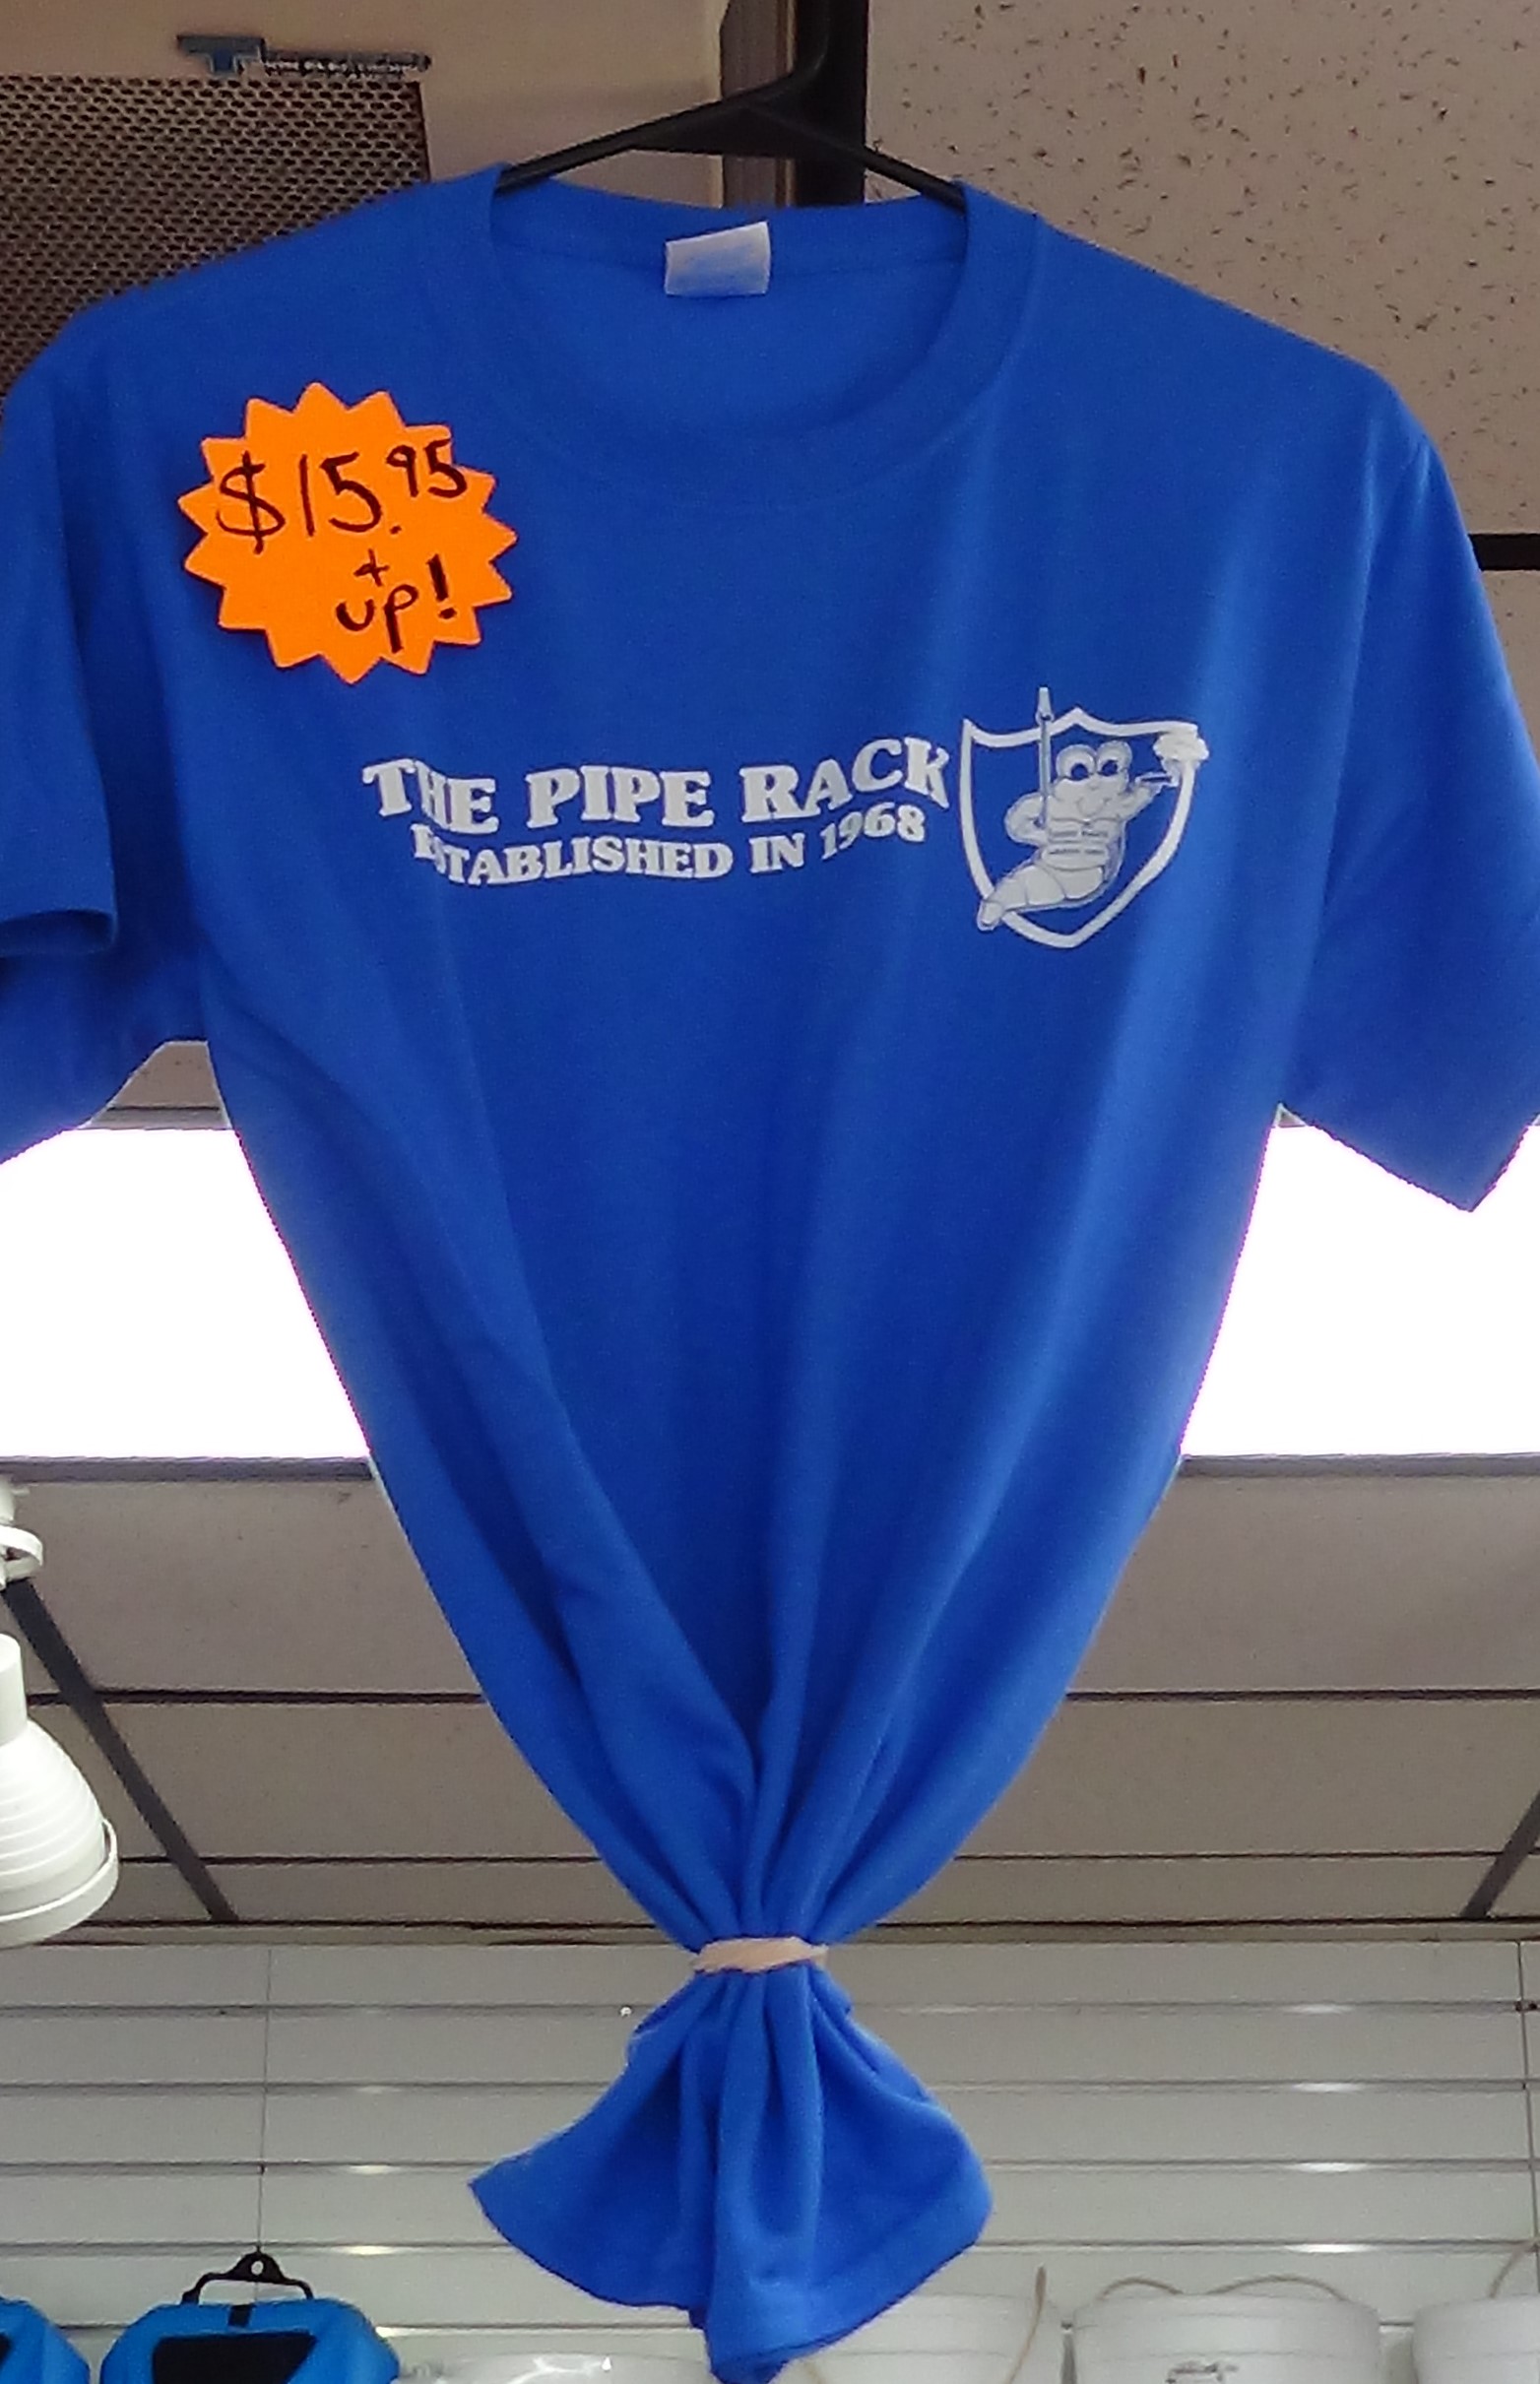 $15.95
+
up!
THE PIPE RACK
ESTABLISHED IN 1968